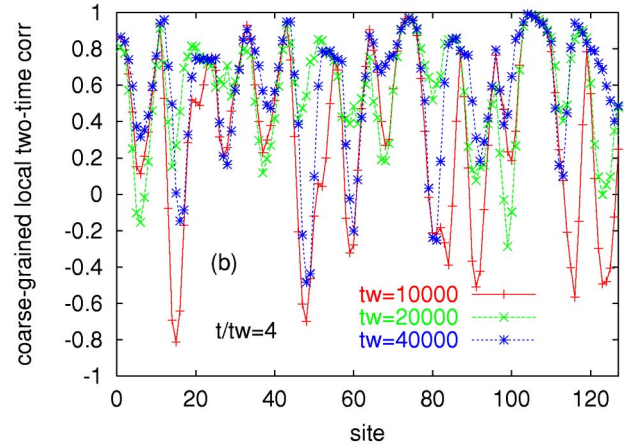 1
0.8
0.6
0.4
0.2
0
-0.2
-0.4
-0.6
-0.8
-1
coarse-grained local two-time corr
(b)
t/tw=4
tw=10000
tw=20000
tw=40000
0 20 40 60 80 100 120
site